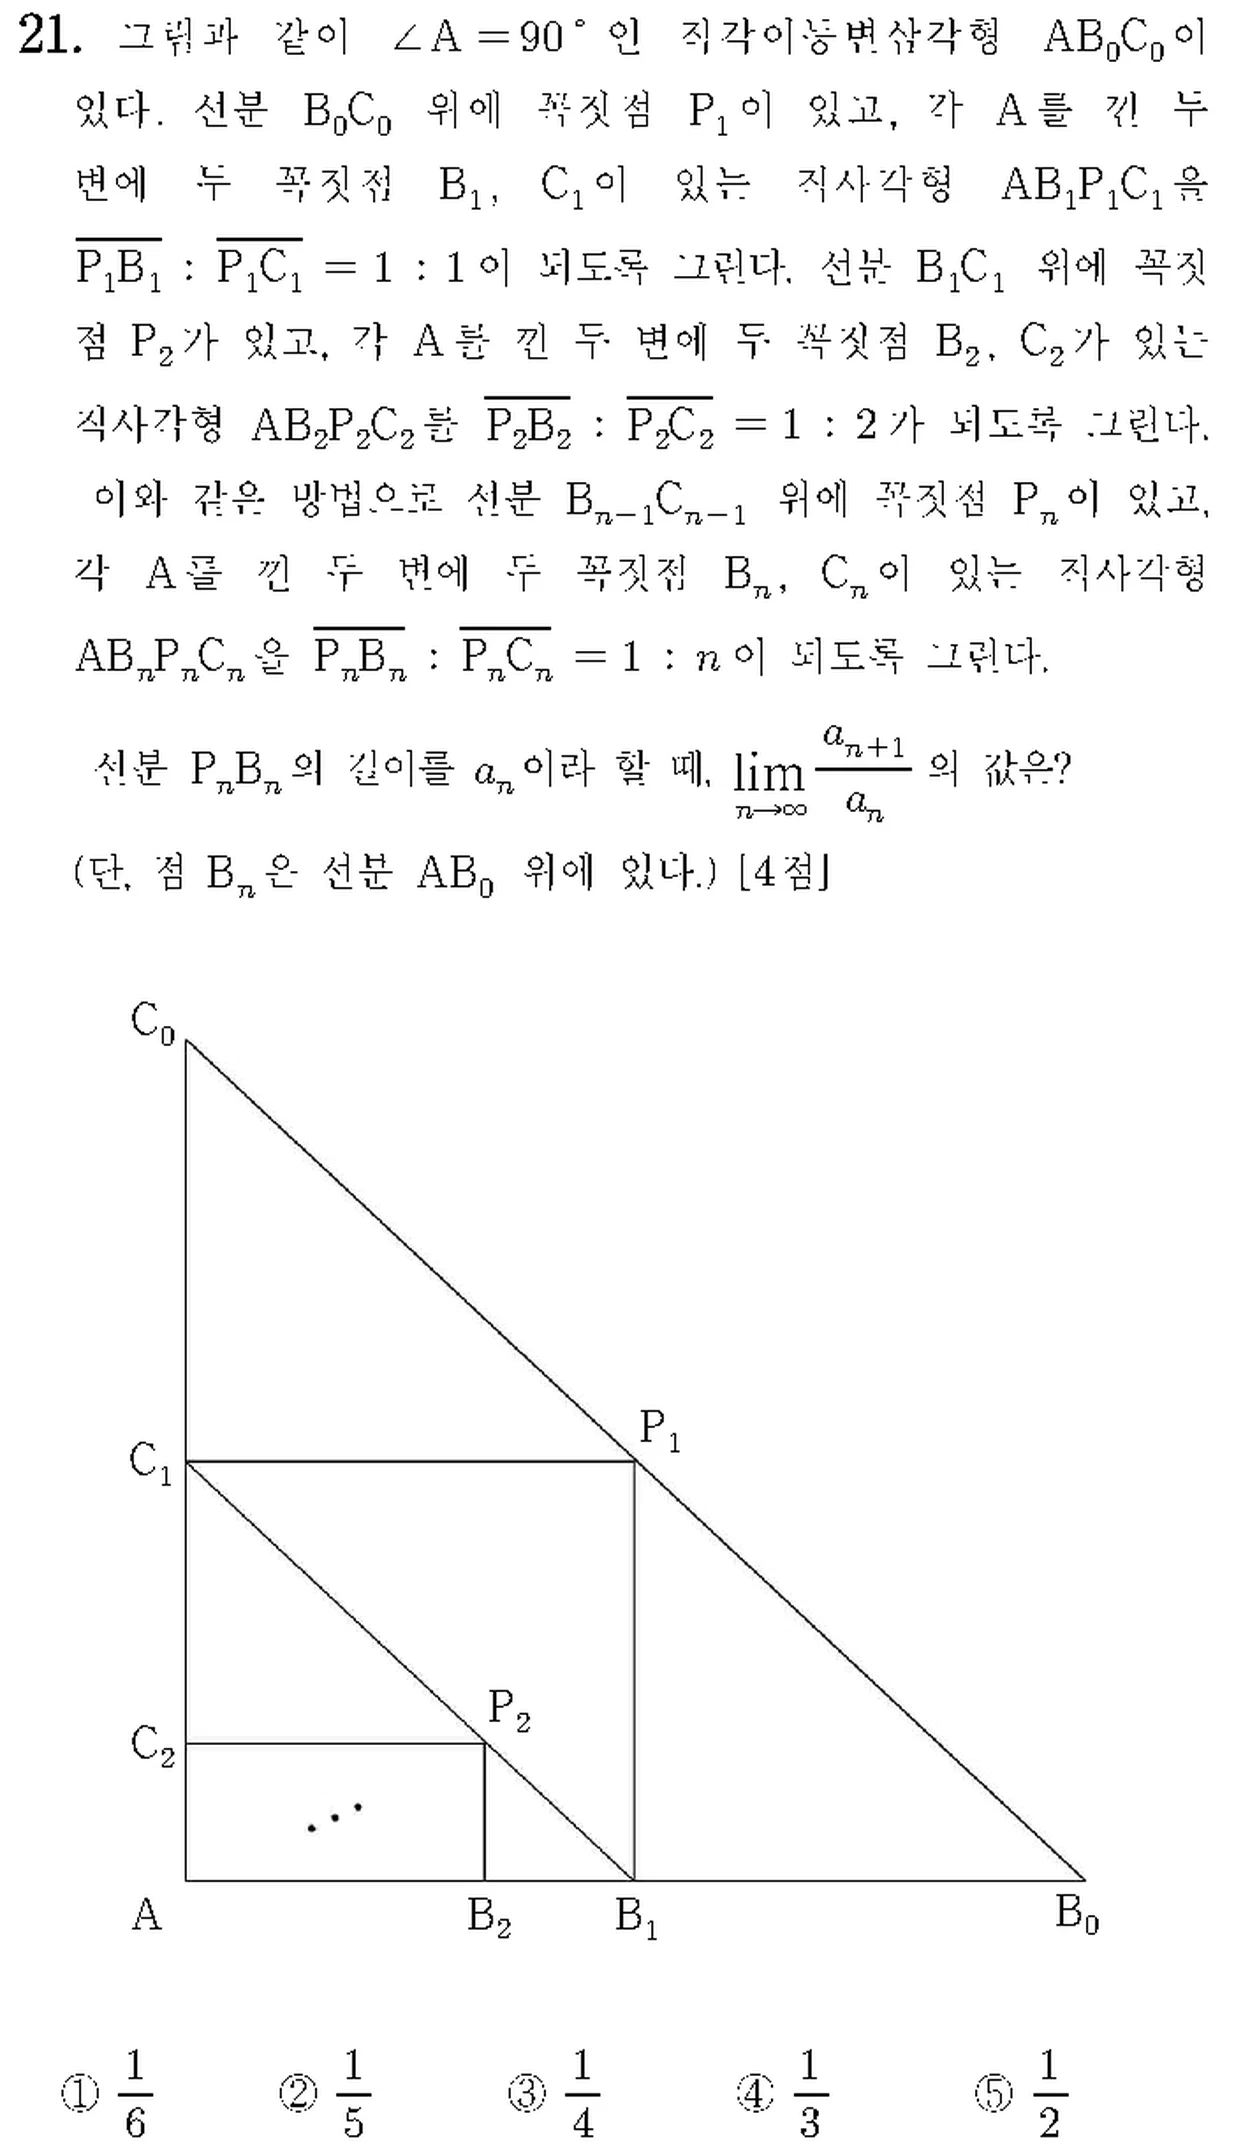 21. 그림과 같이 ∠A=90°인 직각이등변삼각형 AB₀C₀이
있다. 선분 B₀C₀ 위에 꼭짓점 P₁이 있고, 각 A를 낀 두
변에 두 꼭짓점 B₁, C₁이 있는 직사각형 AB₁P₁C₁을
P̅₁B̅₁ : P̅₁C̅₁ = 1 : 1이 되도록 그린다. 선분 B₁C₁ 위에 꼭짓
점 P₂가 있고, 각 A를 낀 두 변에 두 꼭짓점 B₂, C₂가 있는
직사각형 AB₂P₂C₂를 P̅₂B̅₂ : P̅₂C̅₂ = 1 : 2가 되도록 그린다.
이와 같은 방법으로 선분 Bₙ₋₁Cₙ₋₁ 위에 꼭짓점 Pₙ이 있고,
각 A를 낀 두 변에 두 꼭짓점 Bₙ, Cₙ이 있는 직사각형
ABₙPₙCₙ을 P̅ₙB̅ₙ : P̅ₙC̅ₙ = 1 : n이 되도록 그린다.
선분 PₙBₙ의 길이를 aₙ이라 할 때, lim n→∞ aₙ₊₁/aₙ 의 값은?
(단, 점 Bₙ은 선분 AB₀ 위에 있다.) [4점]
C₀
P₁
C₁
P₂
C₂
A B₂ B₁ B₀
① 1/6 ② 1/5 ③ 1/4 ④ 1/3 ⑤ 1/2